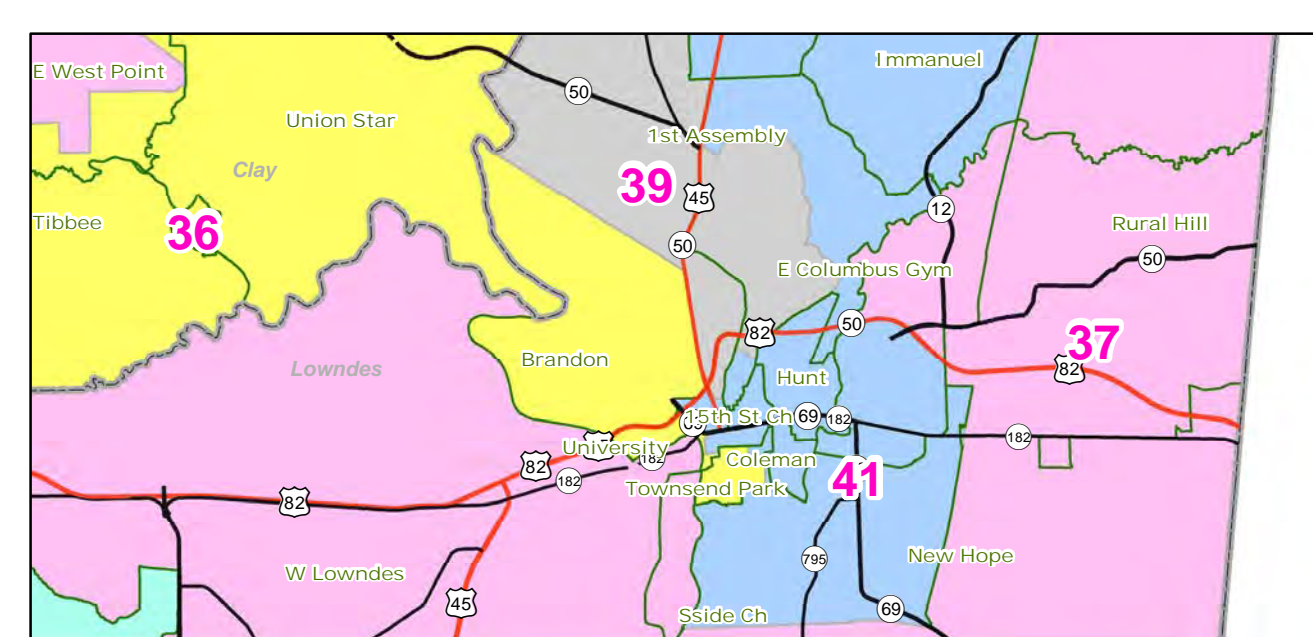 Immanuel
E West Point
50
Union Star
1st Assembly
Clay
39
45
12
Tibbee
36
Rural Hill
50
50
E Columbus Gym
50
82
37
Brandon
Lowndes
82
Hunt
15th St Ch
69
182
182
University
182
Coleman
82
41
Townsend Park
182
82
New Hope
795
W Lowndes
45
69
Sside Ch